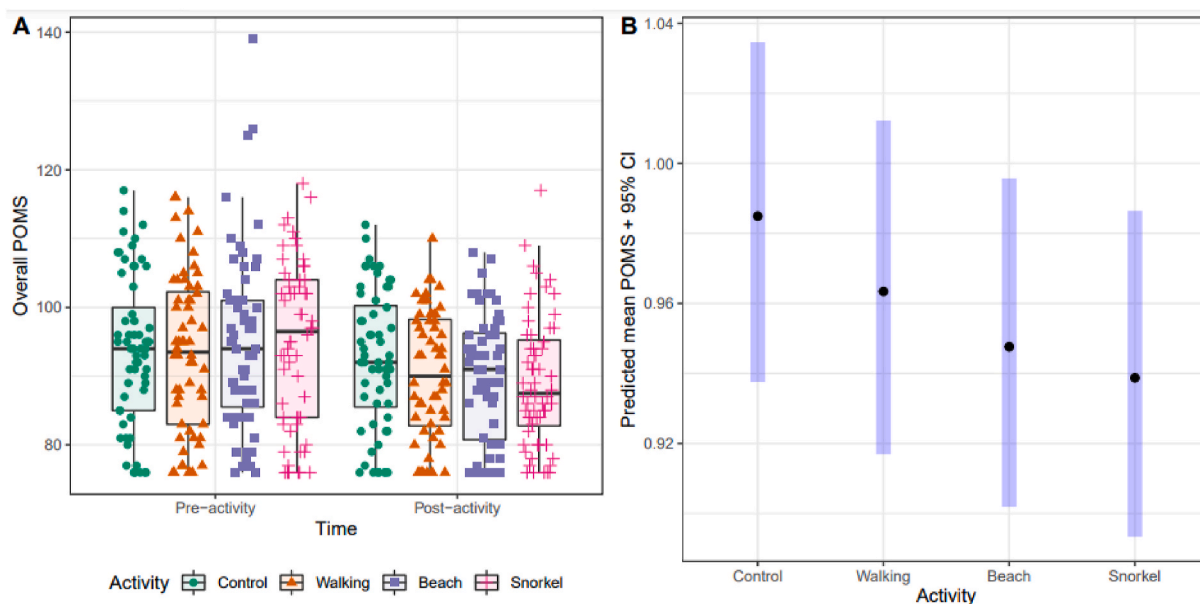 A
140
120
100
80
Overall POMS
Pre-activity
Post-activity
Time
Activity
Control
Walking
Beach
Snorkel
B
1.04
1.00
0.96
0.92
Predicted mean POMS + 95% CI
Control
Walking
Beach
Snorkel
Activity